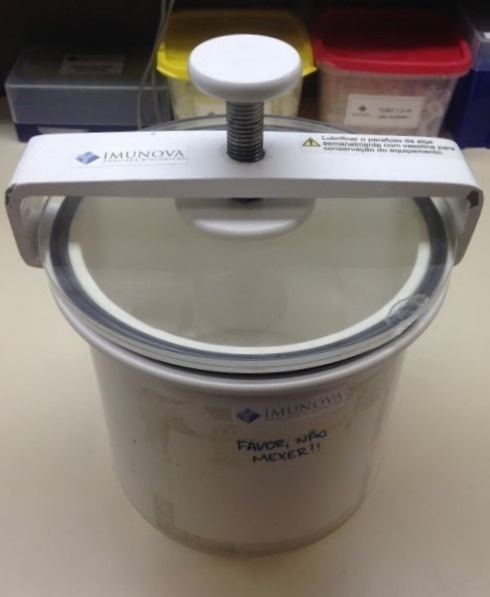 IMUNOVA
Lubrificar o parafuso da alça
semanalmente com vaselina para
conservação do equipamento.
IMUNOVA
FAVOR, NÃO
MEXER!!